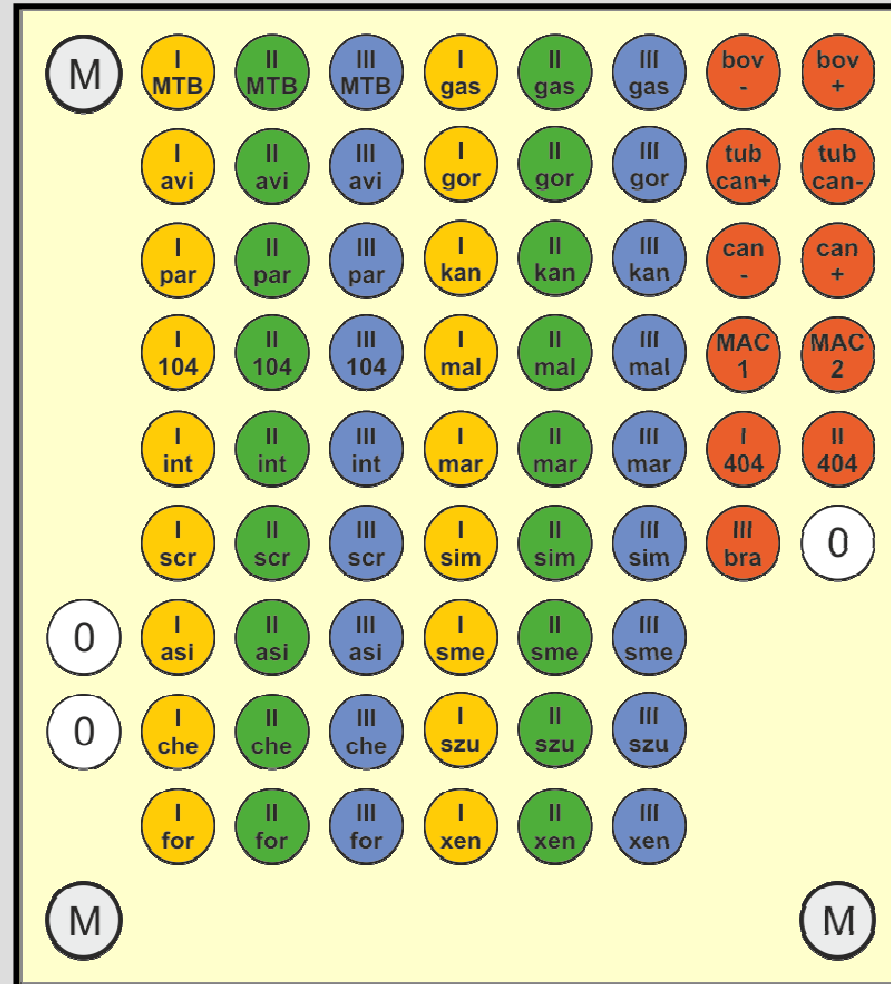 M I II III I II III bov bov
MTB MTB MTB gas gas gas - +
I II III I II III tub tub
avi avi avi gor gor gor can+ can-
I II III I II III can can
par par par kan kan kan - +
I II III I II III MAC MAC
104 104 104 mal mal mal 1 2
I II III I II III I II
int int int mar mar mar 404 404
I II III I II III III 0
scr scr scr sim sim sim bra
0 I II III I II III
asi asi asi sme sme sme
0 I II III I II III
che che che szu szu szu
I II III I II III
for for for xen xen xen
M M